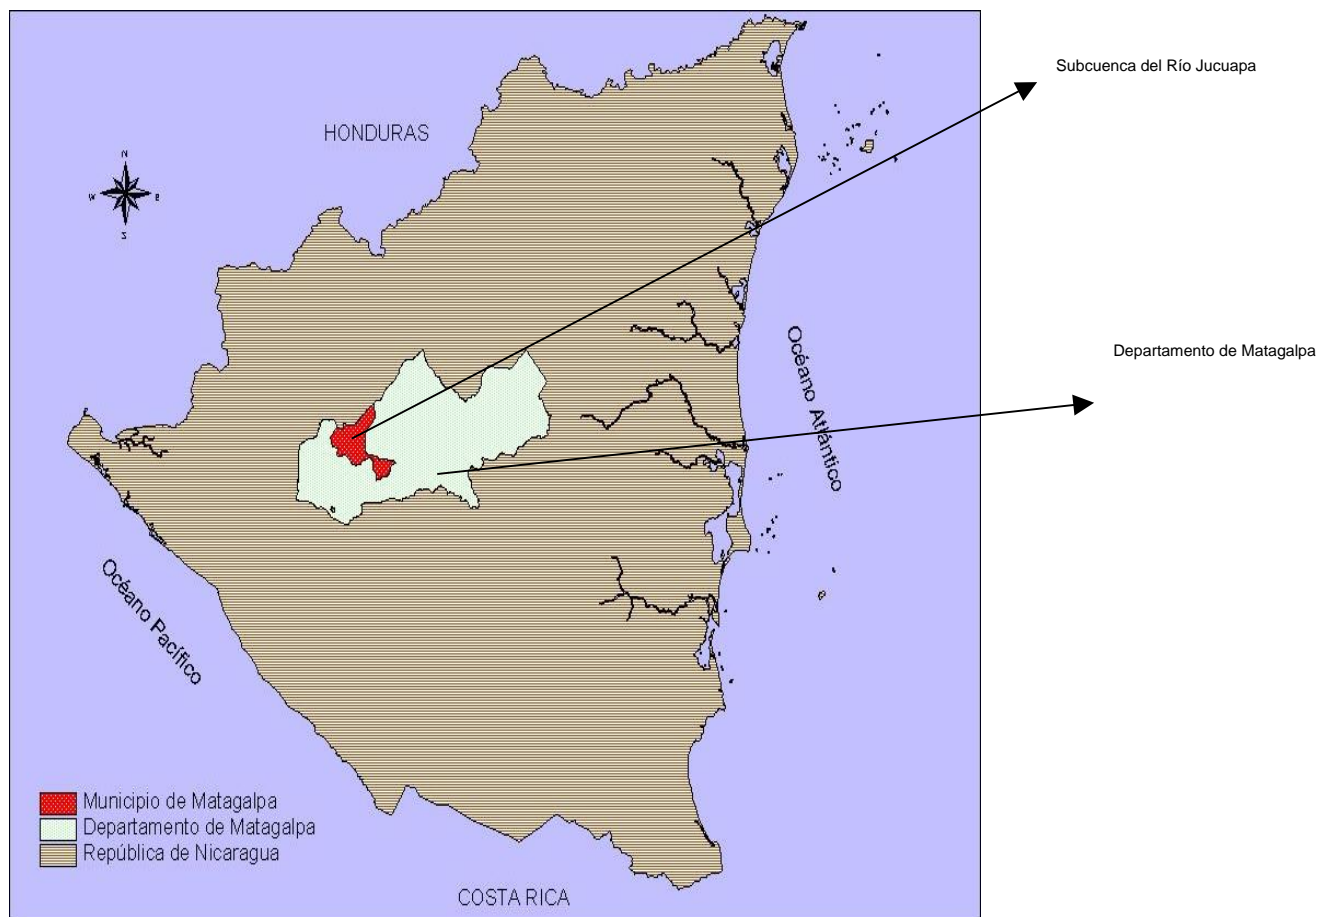 Subcuenca del Río Jucuapa
HONDURAS
N
W
E
S
Departamento de Matagalpa
Océano Atlántico
Océano Pacífico
Municipio de Matagalpa
Departamento de Matagalpa
República de Nicaragua
COSTA RICA